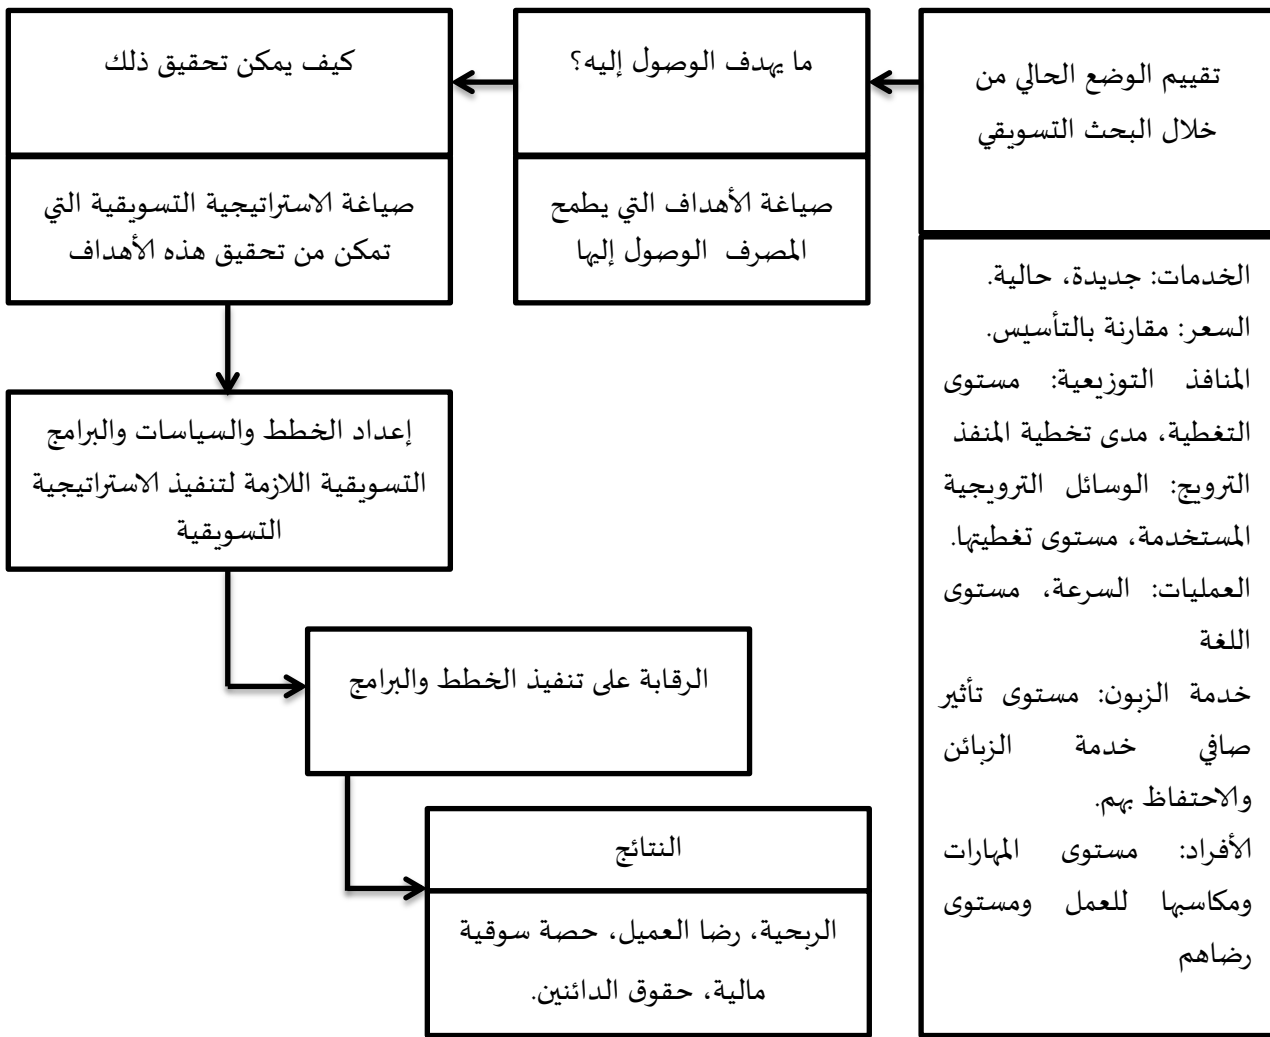 تقييم الوضع الحالي من
خلال البحث التسويقي
الخدمات: جديدة، حالية.
السعر: مقارنة بالتأسيس.
المنافذ التوزيعية: مستوى
التغطية، مدى تخطية المنفذ
الترويج: الوسائل الترويجية
المستخدمة، مستوى تغطيتها.
العمليات: السرعة، مستوى
اللغة
خدمة الزبون: مستوى تأثير
صافي خدمة الزبائن
والاحتفاظ بهم.
الأفراد: مستوى المهارات
ومكاسبها للعمل ومستوى
رضاهم
ما يهدف الوصول إليه؟
صياغة الأهداف التي يطمح
المصرف الوصول إليها
كيف يمكن تحقيق ذلك
صياغة الاستراتيجية التسويقية التي
تمكن من تحقيق هذه الأهداف
إعداد الخطط والسياسات والبرامج
التسويقية اللازمة لتنفيذ الاستراتيجية
التسويقية
الرقابة على تنفيذ الخطط والبرامج
النتائج
الربحية، رضا العميل، حصة سوقية
مالية، حقوق الدائنين.